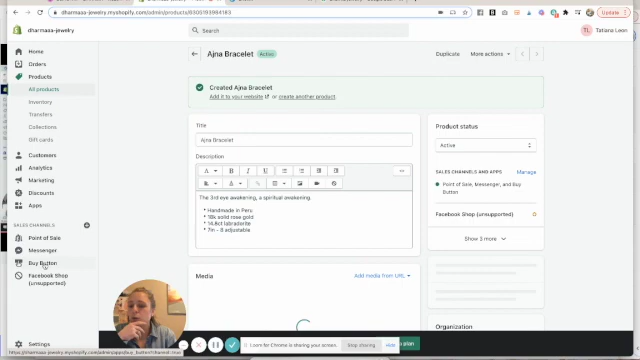 dharmaaa-jewelry.myshopify.com/admin/products/6305193984183
Update
dharmaaa-jewelry
Search
TL
Tatiana Leon
Home
Orders
Products
All products
Inventory
Transfers
Collections
Gift cards
Customers
Analytics
Marketing
Discounts
Apps
SALES CHANNELS
Point of Sale
Messenger
Buy Button
Facebook Shop
(unsupported)
Settings
Ajna Bracelet
Active
Duplicate
More actions
Created Ajna Bracelet
Add it to your website or create another product.
Title
Ajna Bracelet
Description
A
B
I
U
A
The 3rd eye awakening, a spiritual awakening.
Handmade in Peru
18k solid rose gold
14.6ct labradorite
7in - 8 adjustable
Media
Add media from URL
Product status
Active
SALES CHANNELS AND APPS
Manage
Point of Sale, Messenger, and Buy
Button
Facebook Shop (unsupported)
Show 3 more
Organization
Loom for Chrome is sharing your screen.
Stop sharing
Hide
plan